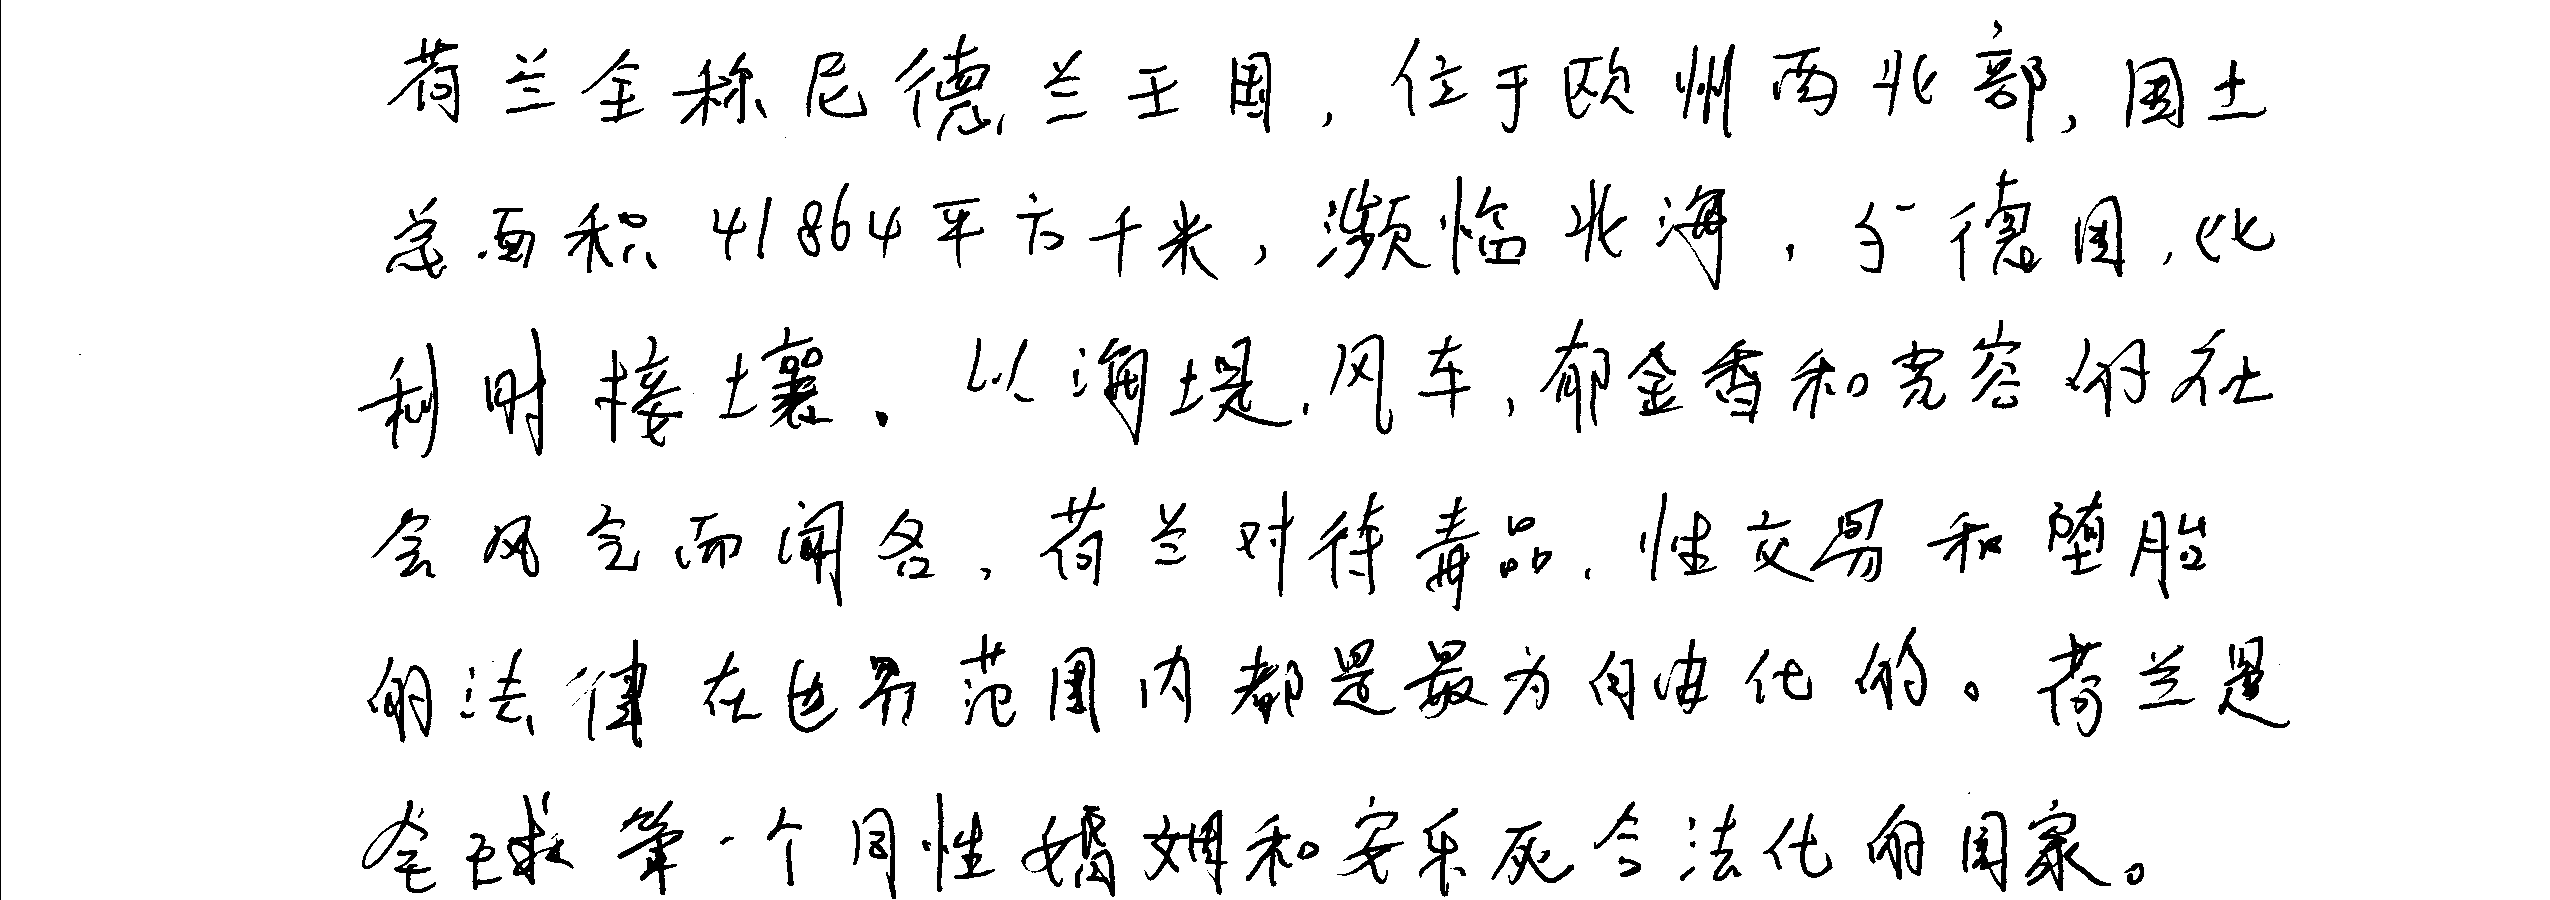 荷兰全称尼德兰王国，位于欧州西北部，国土
总面积41864平方千米，濒临北海，与德国，比
利时接壤。以海堤，风车，郁金香和宽容的社
会风气而闻名，荷兰对待毒品，性交易和堕胎
的法律在世界范围内都是最为自由化的。荷兰是
全球第一个同性婚姻和安乐死合法化的国家。